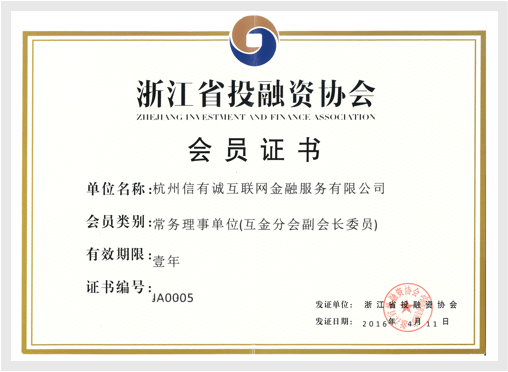 浙江省投融资协会
ZHEJIANG INVESTMENT AND FINANCE ASSOCIATION
会员证书
单位名称:杭州信有诚互联网金融服务有限公司
会员类别:常务理事单位(互金分会副会长委员)
有效期限:壹年
证书编号:JA0005
发证单位: 浙江省投融资协会
发证日期: 2016年 4月11日